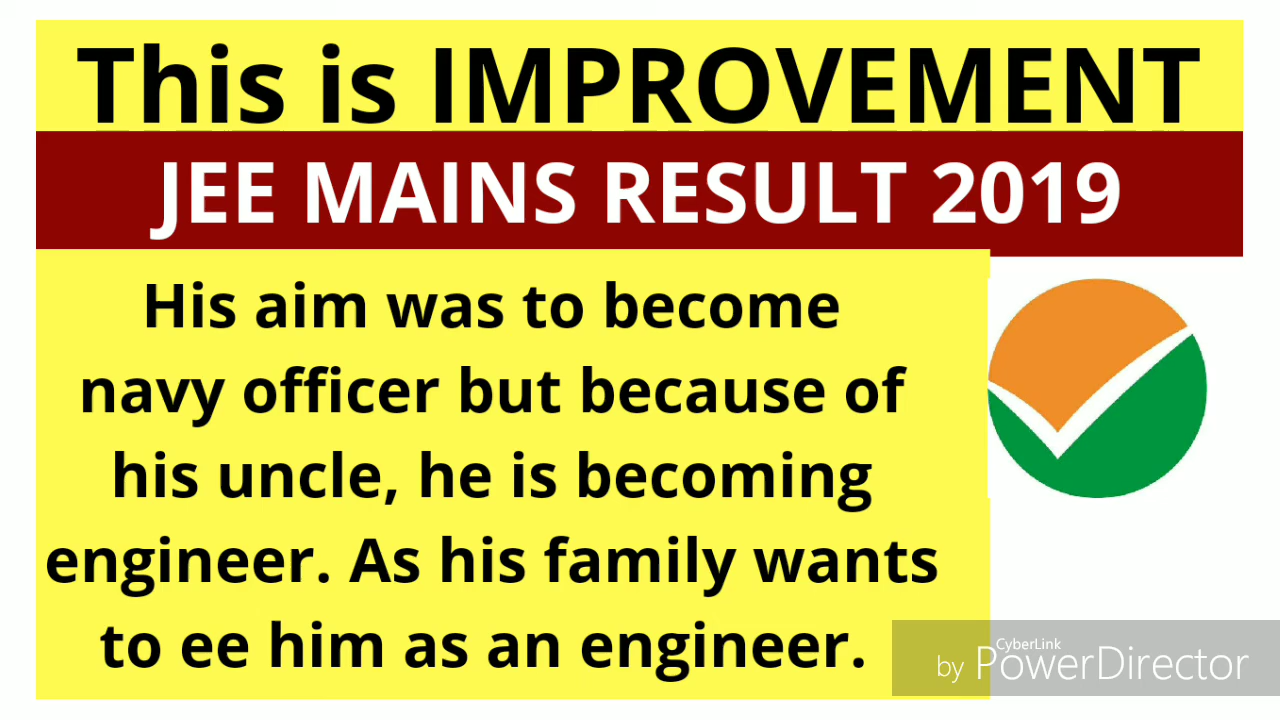 This is IMPROVEMENT
JEE MAINS RESULT 2019
His aim was to become
navy officer but because of
his uncle, he is becoming
engineer. As his family wants
to ee him as an engineer.
CyberLink
by PowerDirector